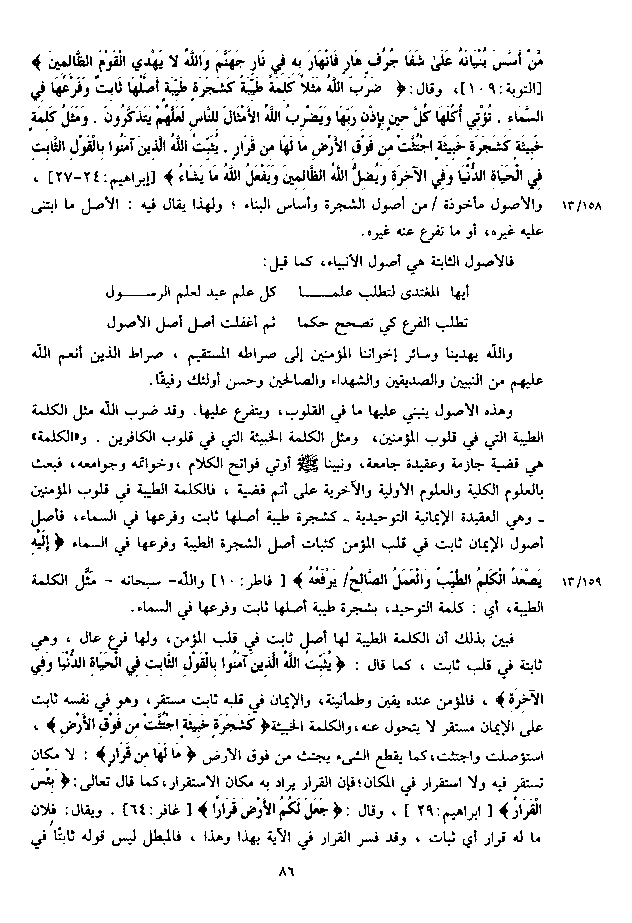 مَّنْ أَسَّسَ بُنْيَانَهُ عَلَىٰ شَفَا جُرُفٍ هَارٍ فَانْهَارَ بِهِ فِي نَارِ جَهَنَّمَ وَاللَّهُ لا يَهْدِي الْقَوْمَ الظَّالِمِينَ ﴾
[التوبة:١٠٩]، وقال: ﴿ ضَرَبَ اللَّهُ مَثَلاً كَلِمَةً طَيِّبَةً كَشَجَرَةٍ طَيِّبَةٍ أَصْلُهَا ثَابِتٌ وَفَرْعُهَا فِي
السَّمَاءِ . تُؤْتِي أُكُلَهَا كُلَّ حِينٍ بِإِذْنِ رَبِّهَا وَيَضْرِبُ اللَّهُ الأَمْثَالَ لِلنَّاسِ لَعَلَّهُمْ يَتَذَكَّرُونَ . وَمَثَلُ كَلِمَةٍ
خَبِيثَةٍ كَشَجَرَةٍ خَبِيثَةٍ اجْتُثَّتْ مِن فَوْقِ الأَرْضِ مَا لَهَا مِن قَرَارٍ . يُثَبِّتُ اللَّهُ الَّذِينَ آمَنُوا بِالْقَوْلِ الثَّابِتِ
فِي الْحَيَاةِ الدُّنْيَا وَفِي الآخِرَةِ وَيُضِلُّ اللَّهُ الظَّالِمِينَ وَيَفْعَلُ اللَّهُ مَا يَشَاءُ ﴾ [إبراهيم:٢٤-٢٧] ،
١٣/١٥٨ والأصول مأخوذة / من أصول الشجرة وأساس البناء ؛ ولهذا يقال فيه : الأصل ما ابتنى
عليه غيره، أو ما تفرع عنه غيره.
فالأصول الثابتة هي أصول الأنبياء، كما قيل:
أيها المغتدى لتطلب علمـــــا كل علم عبد لعلم الرســـول
تطلب الفرع كي تصحح حكما ثم أغفلت أصل أصل الأصول
والله يهدينا وسائر إخواننا المؤمنين إلى صراطه المستقيم ، صراط الذين أنعم الله
عليهم من النبيين والصديقين والشهداء والصالحين وحسن أولئك رفيقًا.
وهذه الأصول ينبني عليها ما في القلوب، ويتفرع عليها. وقد ضرب الله مثل الكلمة
الطيبة التي في قلوب المؤمنين، ومثل الكلمة الخبيثة التي في قلوب الكافرين . و«الكلمة»
هي قضية جازمة وعقيدة جامعة، ونبينا ﷺ أوتي فواتح الكلام ،وخواتمه وجوامعه، فبعث
بالعلوم الكلية والعلوم الأولية والآخرية على أتم قضية ، فالكلمة الطيبة في قلوب المؤمنين
ـ وهي العقيدة الإيمانية التوحيدية ـ كشجرة طيبة أصلها ثابت وفرعها في السماء، فأصل
أصول الإيمان ثابت في قلب المؤمن كثبات أصل الشجرة الطيبة وفرعها في السماء ﴿ إِلَيْهِ
١٣/١٥٩ يَصْعَدُ الْكَلِمُ الطَّيِّبُ وَالْعَمَلُ الصَّالِحُ/ يَرْفَعُهُ ﴾ [ فاطر:١٠] والله- سبحانه - مَثَّل الكلمة
الطيبة، أي : كلمة التوحيد، بشجرة طيبة أصلها ثابت وفرعها في السماء.
فبين بذلك أن الكلمة الطيبة لها أصل ثابت في قلب المؤمن، ولها فرع عال ، وهي
ثابتة في قلب ثابت ، كما قال : ﴿ يُثَبِّتُ اللَّهُ الَّذِينَ آمَنُوا بِالْقَوْلِ الثَّابِتِ فِي الْحَيَاةِ الدُّنْيَا وَفِي
الآخِرَةِ ﴾ ، فالمؤمن عنده يقين وطمأنينة، والإيمان في قلبه ثابت مستقر، وهو في نفسه ثابت
على الإيمان مستقر لا يتحول عنه، والكلمة الخبيثة﴿ كَشَجَرَةٍ خَبِيثَةٍ اجْتُثَّتْ مِن فَوْقِ الأَرْضِ ﴾ ،
استؤصلت واجتثت،كما يقطع الشىء يجتث من فوق الأرض ﴿ مَا لَهَا مِن قَرَارٍ﴾ : لا مكان
تستقر فيه ولا استقرار في المكان؛ فإن القرار يراد به مكان الاستقرار، كما قال تعالى: ﴿ بِئْسَ
الْقَرَارُ ﴾ [ إبراهيم:٢٩ ] ، وقال : ﴿ جَعَلَ لَكُمُ الأَرْضَ قَرَارًا ﴾ [ غافر:٦٤] . ويقال: فلان
ما له قرار أي ثبات ، وقد فسر القرار في الآية بهذا وهذا ، فالمبطل ليس قوله ثابتًا في
٨٦